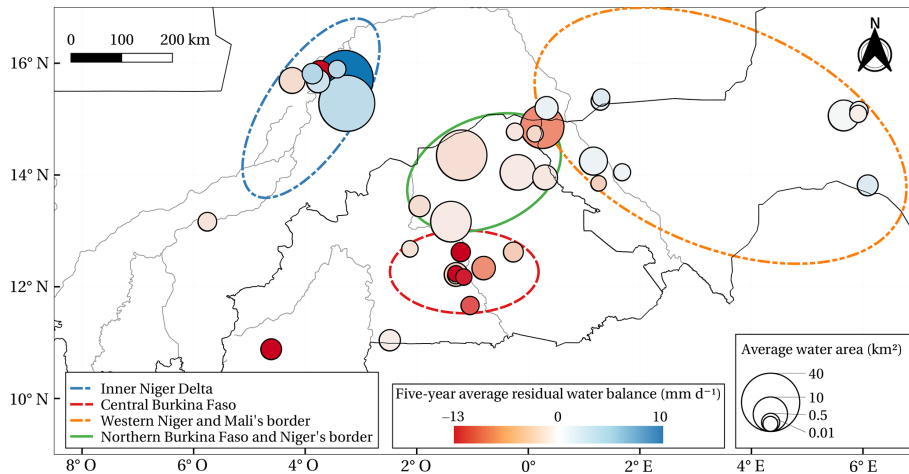 0 100 200 km
N
16° N
14° N
12° N
10° N
Inner Niger Delta
Central Burkina Faso
Western Niger and Mali's border
Northern Burkina Faso and Niger's border
Five-year average residual water balance (mm d⁻¹)
−13 0 10
Average water area (km²)
40
10
0.5
0.01
8° O 6° O 4° O 2° O 0° 2° E 4° E 6° E